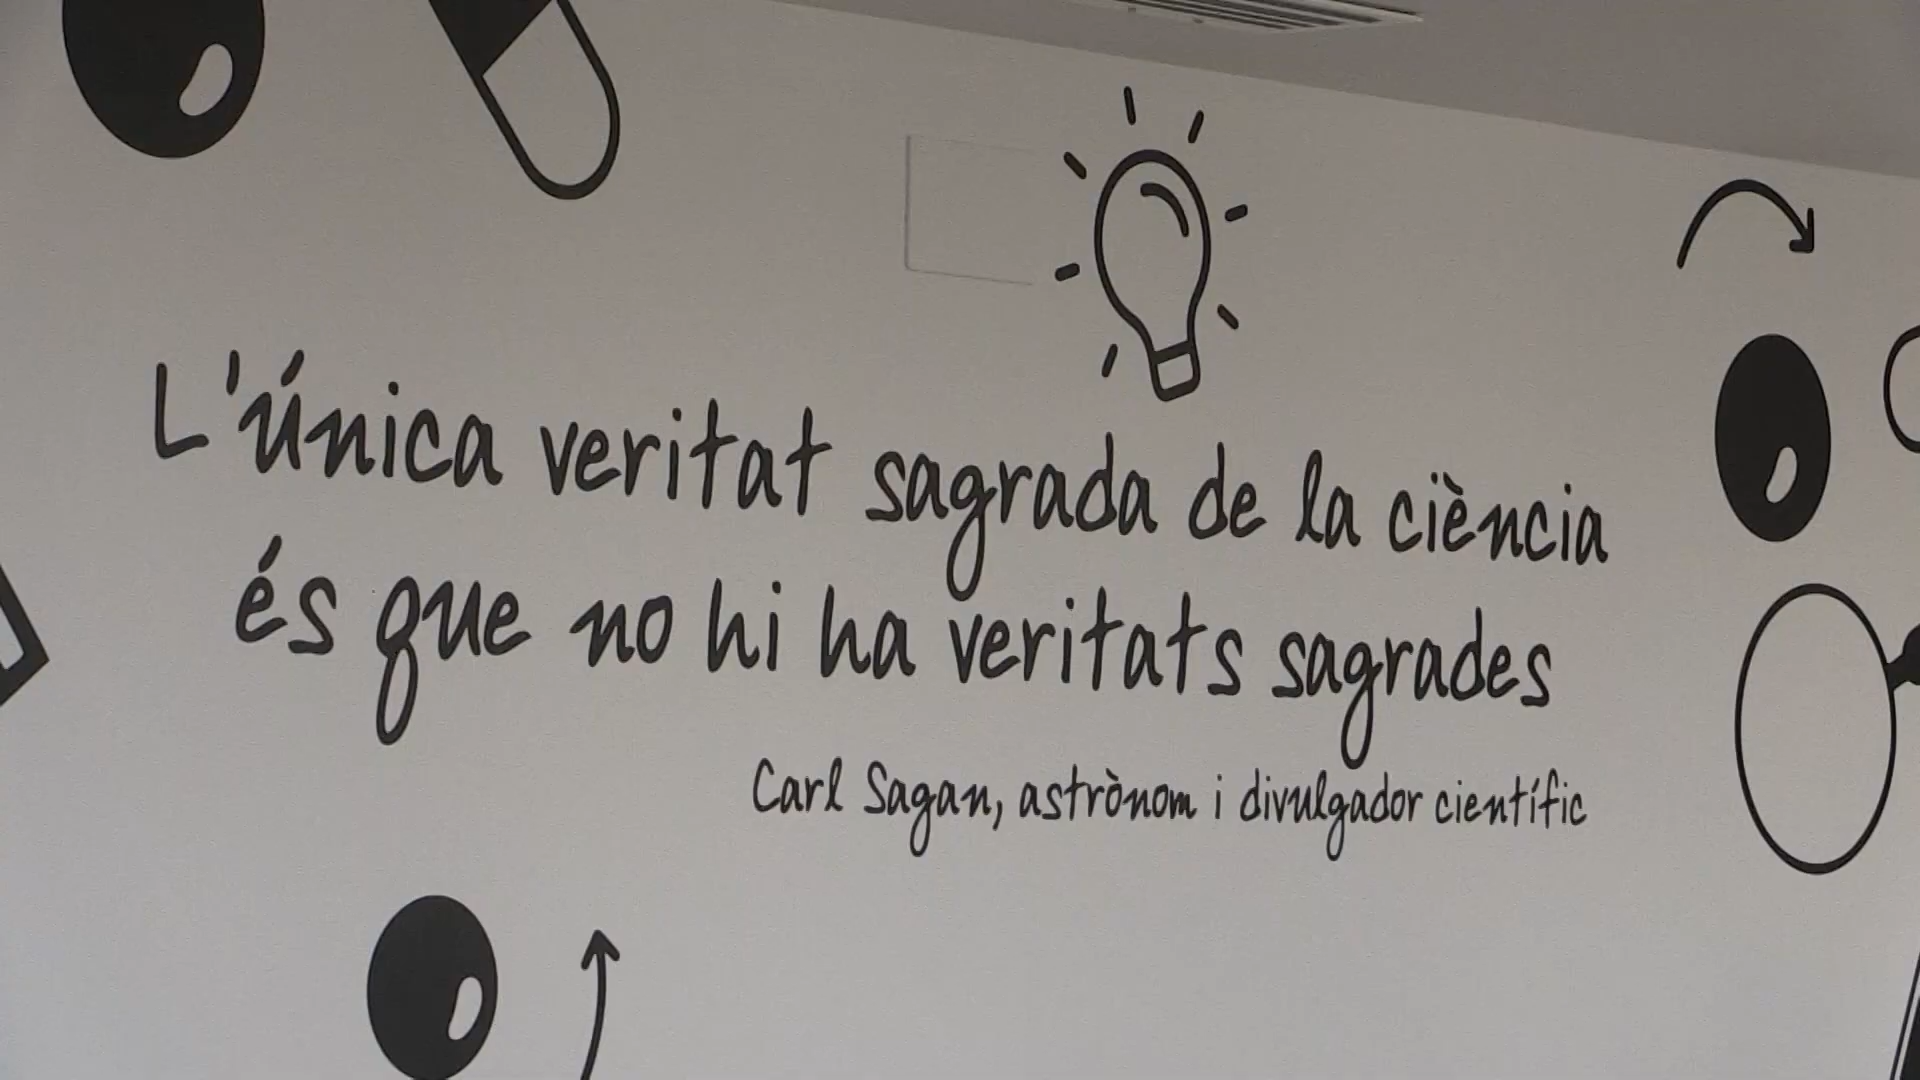 L'única veritat sagrada de la ciència
és que no hi ha veritats sagrades
Carl Sagan, astrònom i divulgador científic